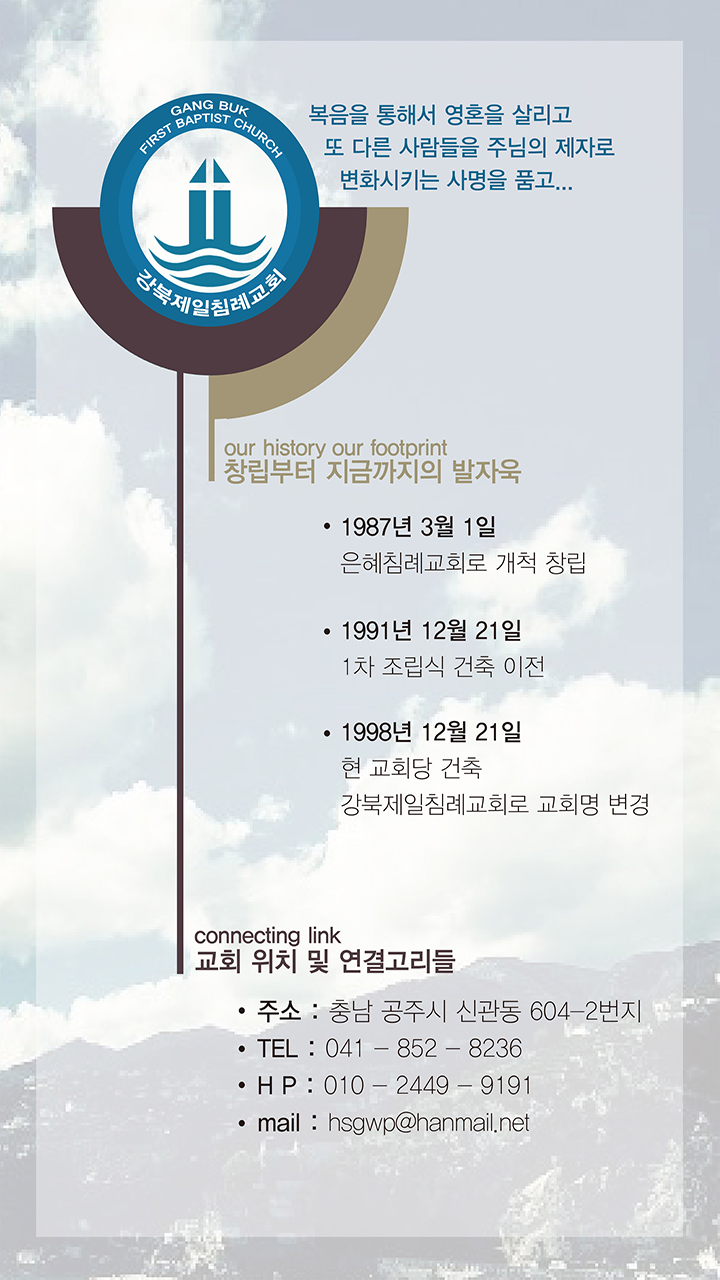 GANG BUK
FIRST BAPTIST CHURCH
강북제일침례교회
복음을 통해서 영혼을 살리고
또 다른 사람들을 주님의 제자로
변화시키는 사명을 품고...
our history our footprint
창립부터 지금까지의 발자욱
• 1987년 3월 1일
은혜침례교회로 개척 창립
• 1991년 12월 21일
1차 조립식 건축 이전
• 1998년 12월 21일
현 교회당 건축
강북제일침례교회로 교회명 변경
connecting link
교회 위치 및 연결고리들
• 주소 : 충남 공주시 신관동 604-2번지
• TEL : 041 - 852 - 8236
• H P : 010 - 2449 - 9191
• mail : hsgwp@hanmail.net